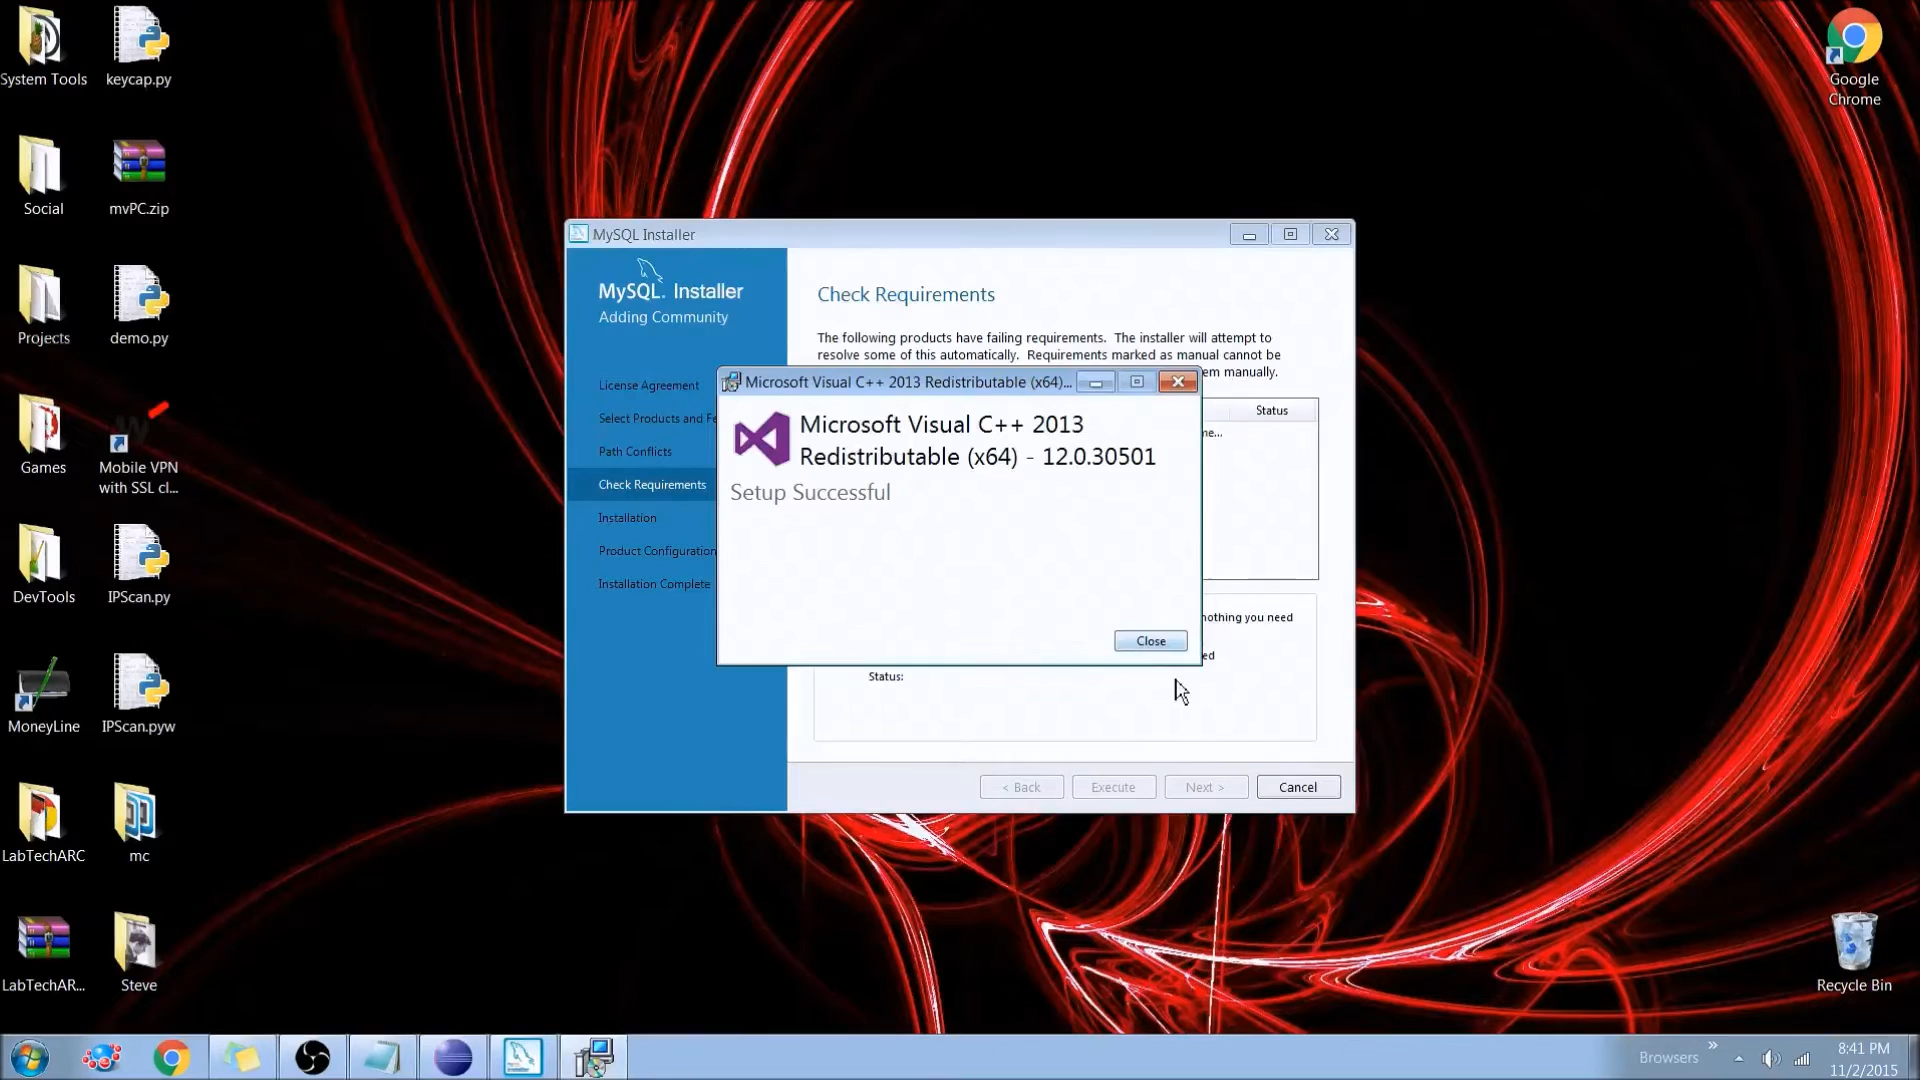 System Tools
keycap.py
Google
Chrome
Social
mvPC.zip
Projects
demo.py
Games
Mobile VPN
with SSL cl...
DevTools
IPScan.py
MoneyLine
IPScan.pyw
LabTechARC
mc
LabTechAR...
Steve
Recycle Bin
MySQL Installer
MySQL. Installer
Adding Community
License Agreement
Select Products and Fe
Path Conflicts
Check Requirements
Installation
Product Configuration
Installation Complete
Check Requirements
The following products have failing requirements. The installer will attempt to
resolve some of this automatically. Requirements marked as manual cannot be
em manually.
Status
me...
nothing you need
ed
Status:
< Back
Execute
Next >
Cancel
Microsoft Visual C++ 2013 Redistributable (x64)...
Microsoft Visual C++ 2013
Redistributable (x64) - 12.0.30501
Setup Successful
Close
Browsers
8:41 PM
11/2/2015